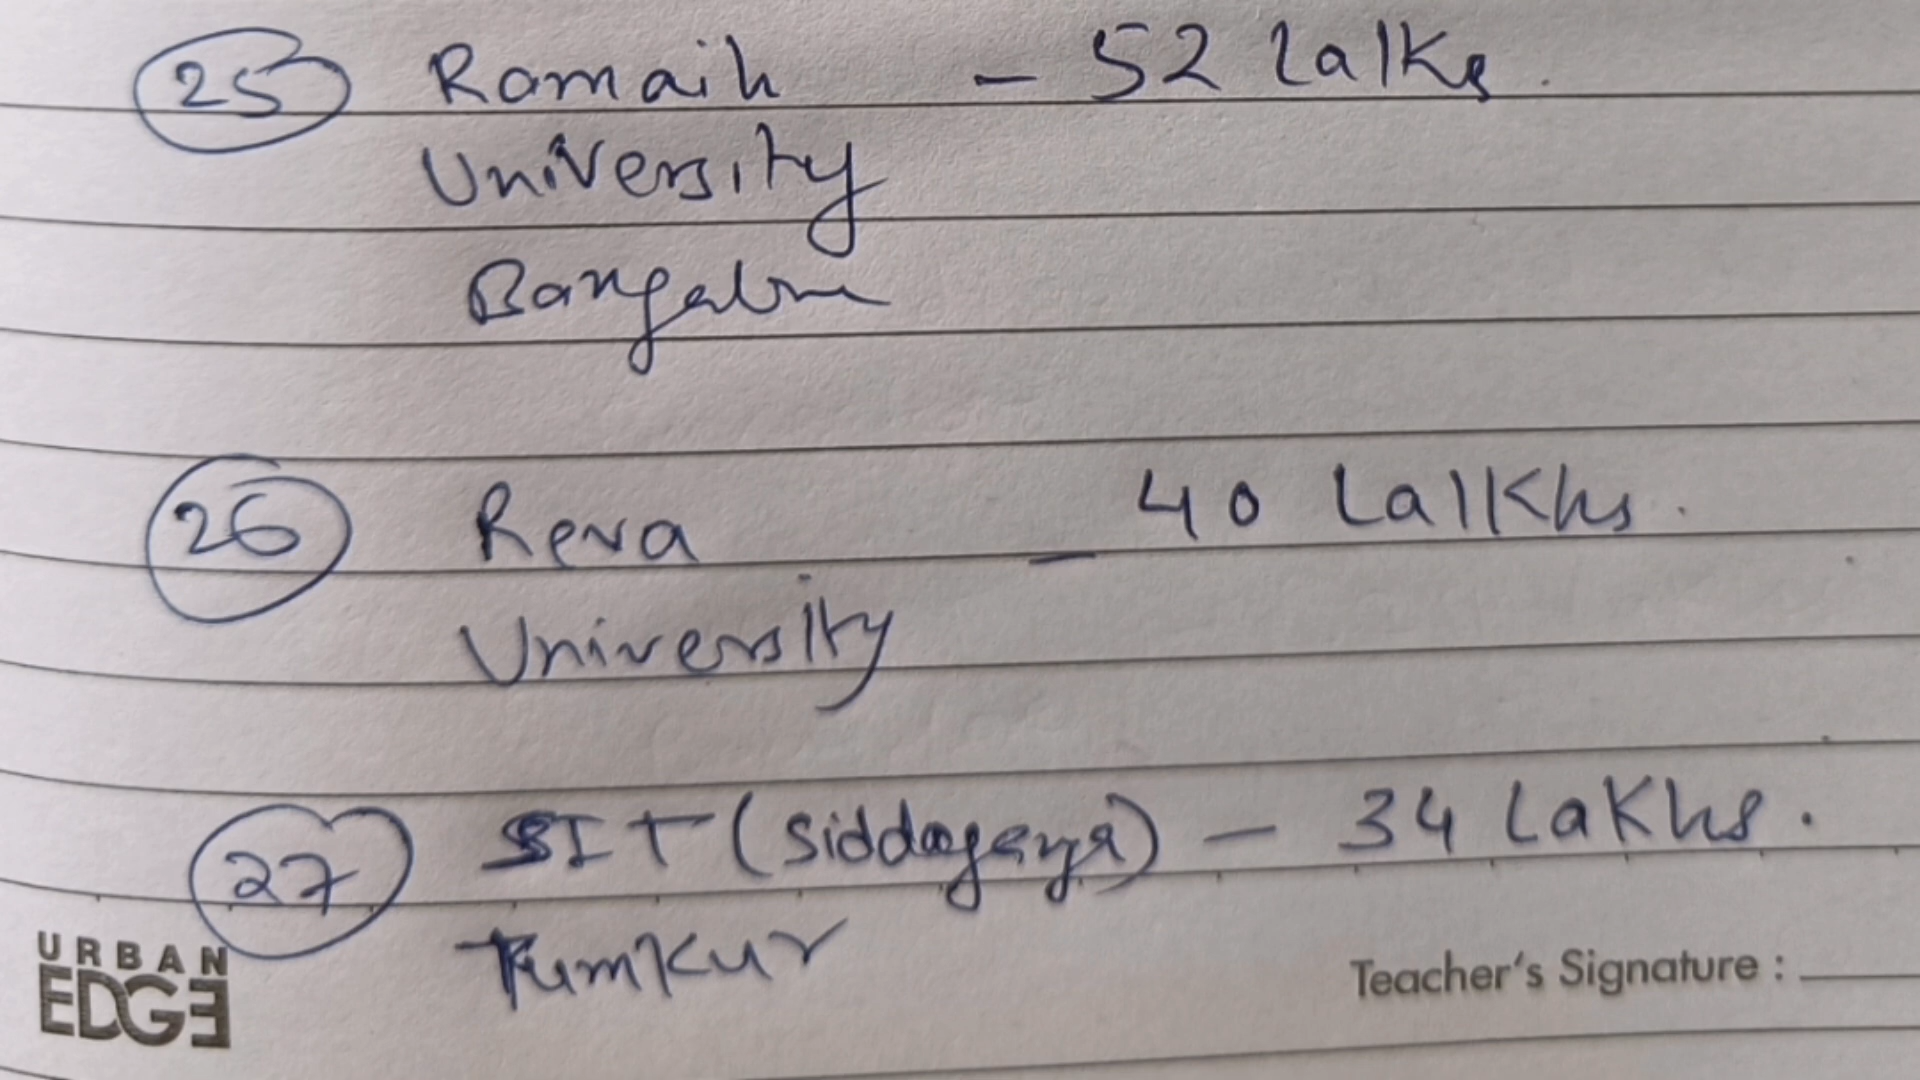 25 Ramaih - 52 Lalks.
University
Bangalore
26 Reva - 40 Lalkhs.
University
27 SIT (Siddagaya) - 34 Lakhs.
Tumkur
URBAN
EDGE
Teacher's Signature :